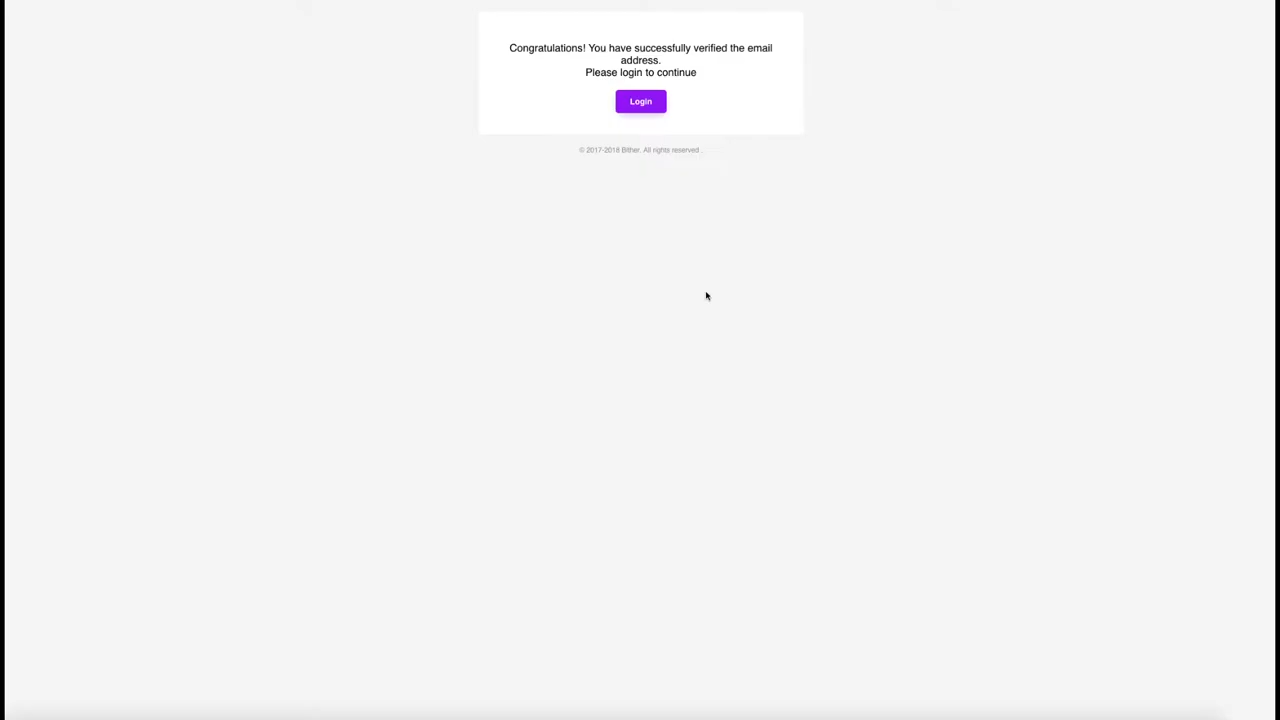 Congratulations! You have successfully verified the email
address.
Please login to continue
Login
© 2017-2018 Bither. All rights reserved .